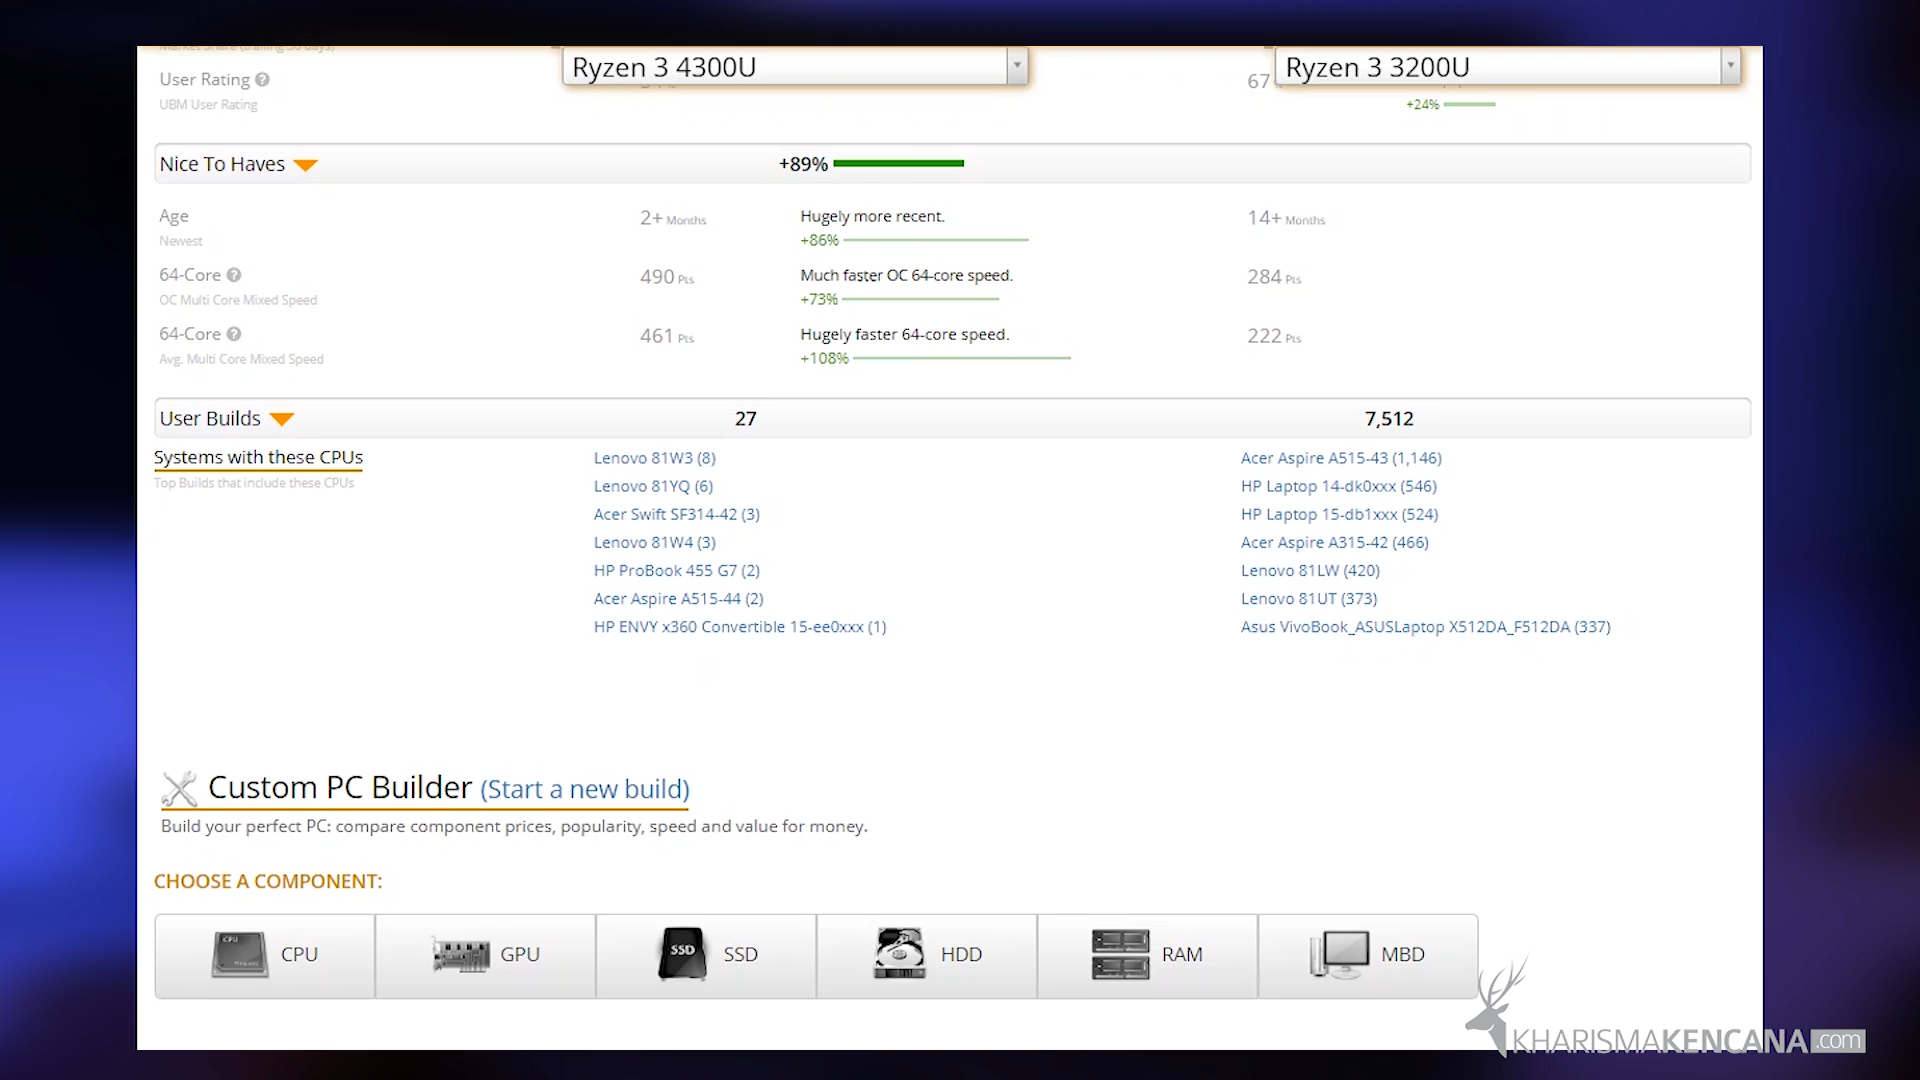 Market Share (trailing 30 days)
Ryzen 3 4300U
Ryzen 3 3200U
User Rating
67
UBM User Rating
+24%
Nice To Haves
+89%
Age
2+ Months
Hugely more recent.
14+ Months
Newest
+86%
64-Core
490 Pts
Much faster OC 64-core speed.
284 Pts
OC Multi Core Mixed Speed
+73%
64-Core
461 Pts
Hugely faster 64-core speed.
222 Pts
Avg. Multi Core Mixed Speed
+108%
User Builds
27
7,512
Systems with these CPUs
Top Builds that include these CPUs
Lenovo 81W3 (8)
Lenovo 81YQ (6)
Acer Swift SF314-42 (3)
Lenovo 81W4 (3)
HP ProBook 455 G7 (2)
Acer Aspire A515-44 (2)
HP ENVY x360 Convertible 15-ee0xxx (1)
Acer Aspire A515-43 (1,146)
HP Laptop 14-dk0xxx (546)
HP Laptop 15-db1xxx (524)
Acer Aspire A315-42 (466)
Lenovo 81LW (420)
Lenovo 81UT (373)
Asus VivoBook_ASUSLaptop X512DA_F512DA (337)
Custom PC Builder (Start a new build)
Build your perfect PC: compare component prices, popularity, speed and value for money.
CHOOSE A COMPONENT:
CPU
GPU
SSD
SSD
HDD
RAM
MBD
KHARISMAKENCANA.com